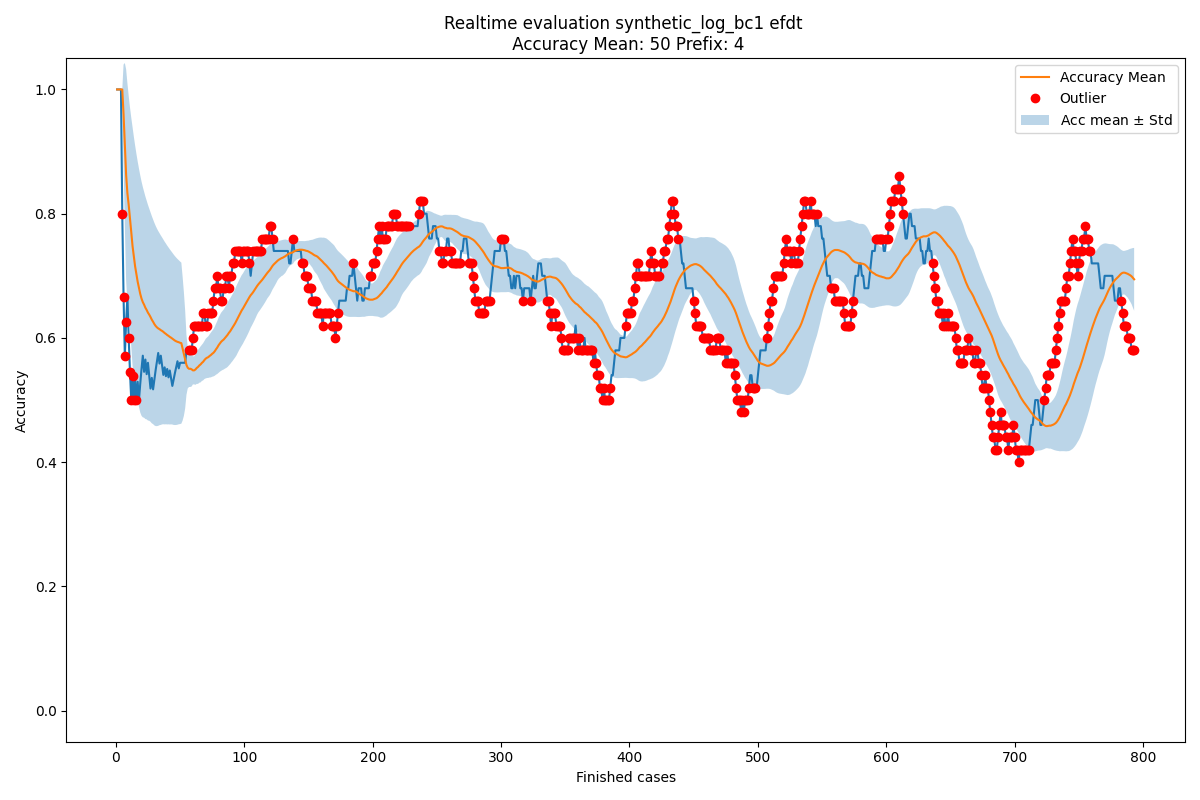 Realtime evaluation synthetic_log_bc1 efdt
Accuracy Mean: 50 Prefix: 4
Accuracy Mean
Outlier
Acc mean ± Std
1.0
0.8
0.6
0.4
0.2
0.0
Accuracy
0 100 200 300 400 500 600 700 800
Finished cases